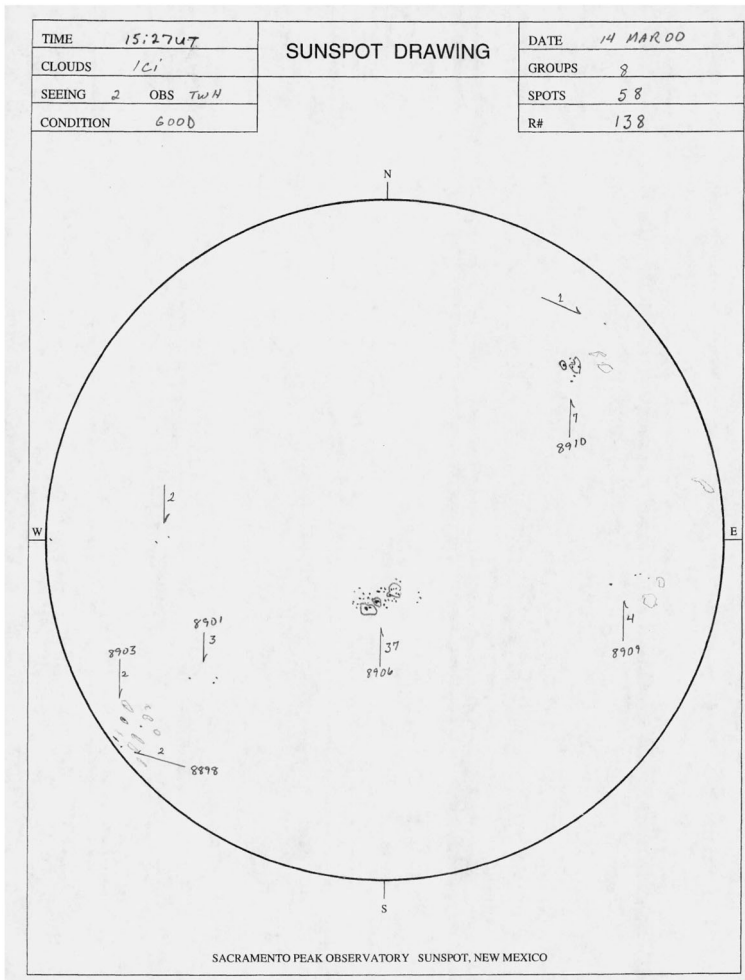 TIME 15:27UT
CLOUDS 1Ci
SEEING 2 OBS TWH
CONDITION GOOD
SUNSPOT DRAWING
DATE 14 MAR 00
GROUPS 8
SPOTS 58
R# 138
N
1
7
8910
2
W
E
8901
3
8903
2
37
8906
4
8909
2
8898
S
SACRAMENTO PEAK OBSERVATORY SUNSPOT, NEW MEXICO